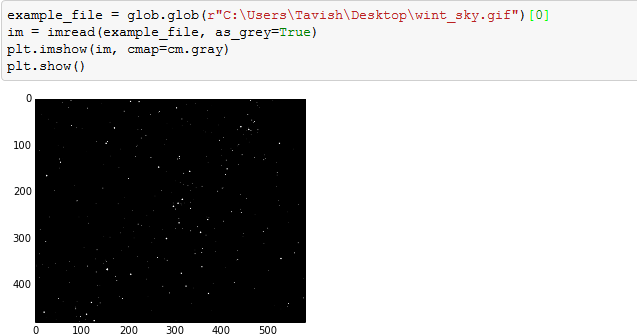 example_file = glob.glob(r"C:\Users\Tavish\Desktop\wint_sky.gif")[0]
im = imread(example_file, as_grey=True)
plt.imshow(im, cmap=cm.gray)
plt.show()
0
100
200
300
400
0 100 200 300 400 500